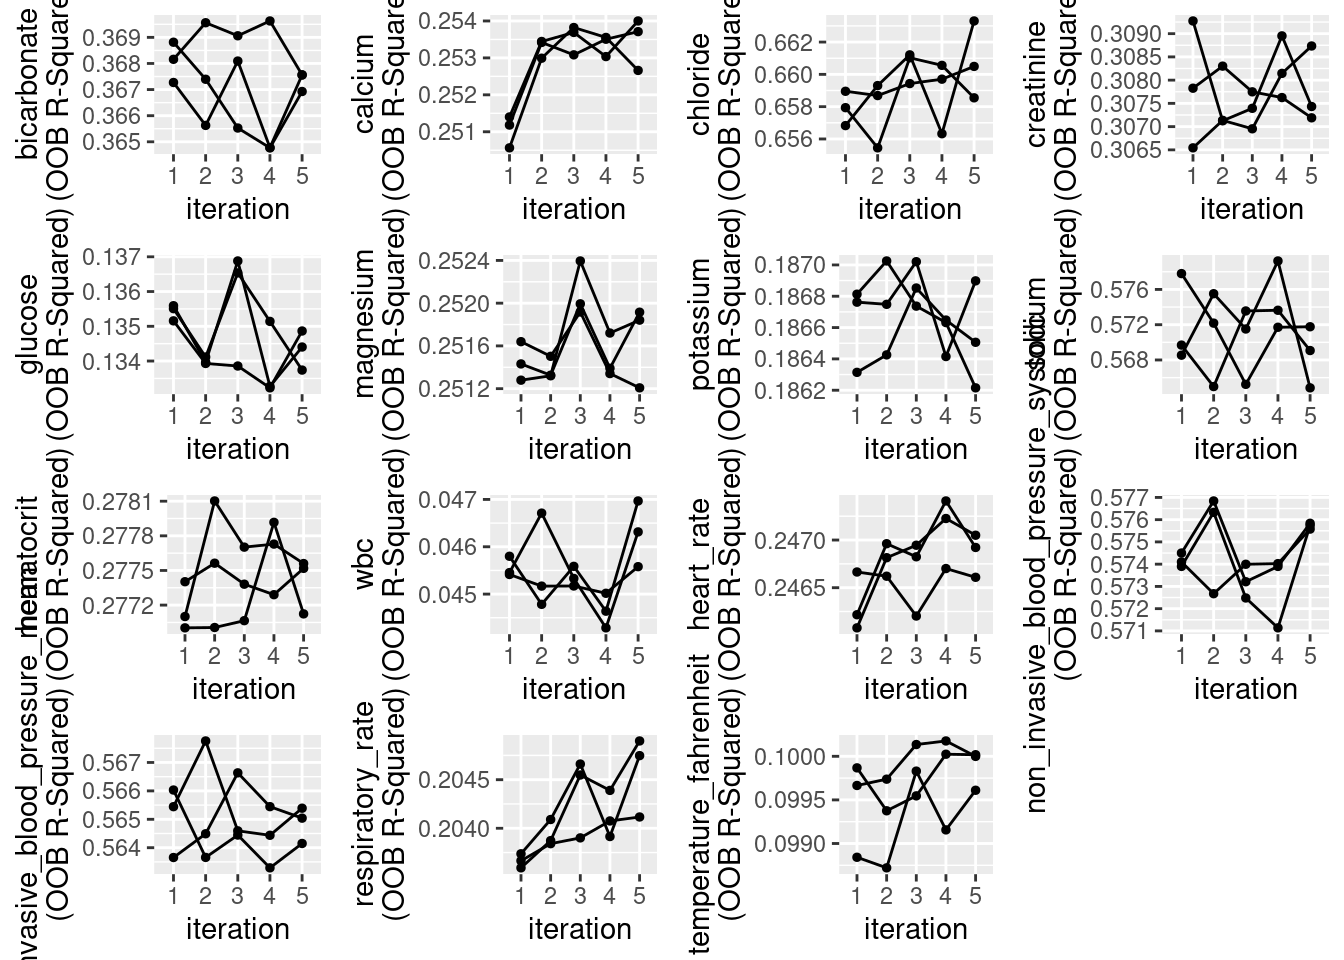 bicarbonate
(OOB R-Squared)
0.369
0.368
0.367
0.366
0.365
1 2 3 4 5
iteration
calcium
(OOB R-Squared)
0.254
0.253
0.252
0.251
1 2 3 4 5
iteration
chloride
(OOB R-Squared)
0.662
0.660
0.658
0.656
1 2 3 4 5
iteration
creatinine
(OOB R-Squared)
0.3090
0.3085
0.3080
0.3075
0.3070
0.3065
1 2 3 4 5
iteration
glucose
(OOB R-Squared)
0.137
0.136
0.135
0.134
1 2 3 4 5
iteration
magnesium
(OOB R-Squared)
0.2524
0.2520
0.2516
0.2512
1 2 3 4 5
iteration
potassium
(OOB R-Squared)
0.1870
0.1868
0.1866
0.1864
0.1862
1 2 3 4 5
iteration
(OOB R-Squared)
0.576
0.572
0.568
1 2 3 4 5
iteration
(OOB R-Squared)
0.2781
0.2778
0.2775
0.2772
1 2 3 4 5
iteration
wbc
(OOB R-Squared)
0.047
0.046
0.045
1 2 3 4 5
iteration
heart_rate
(OOB R-Squared)
0.2470
0.2465
1 2 3 4 5
iteration
non_invasive_blood_pressure_systolic
(OOB R-Squared)
0.577
0.576
0.575
0.574
0.573
0.572
0.571
1 2 3 4 5
iteration
nvasive_blood_pressure_mean
(OOB R-Squared)
0.567
0.566
0.565
0.564
1 2 3 4 5
iteration
respiratory_rate
(OOB R-Squared)
0.2045
0.2040
1 2 3 4 5
iteration
temperature_fahrenheit
(OOB R-Squared)
0.1000
0.0995
0.0990
1 2 3 4 5
iteration